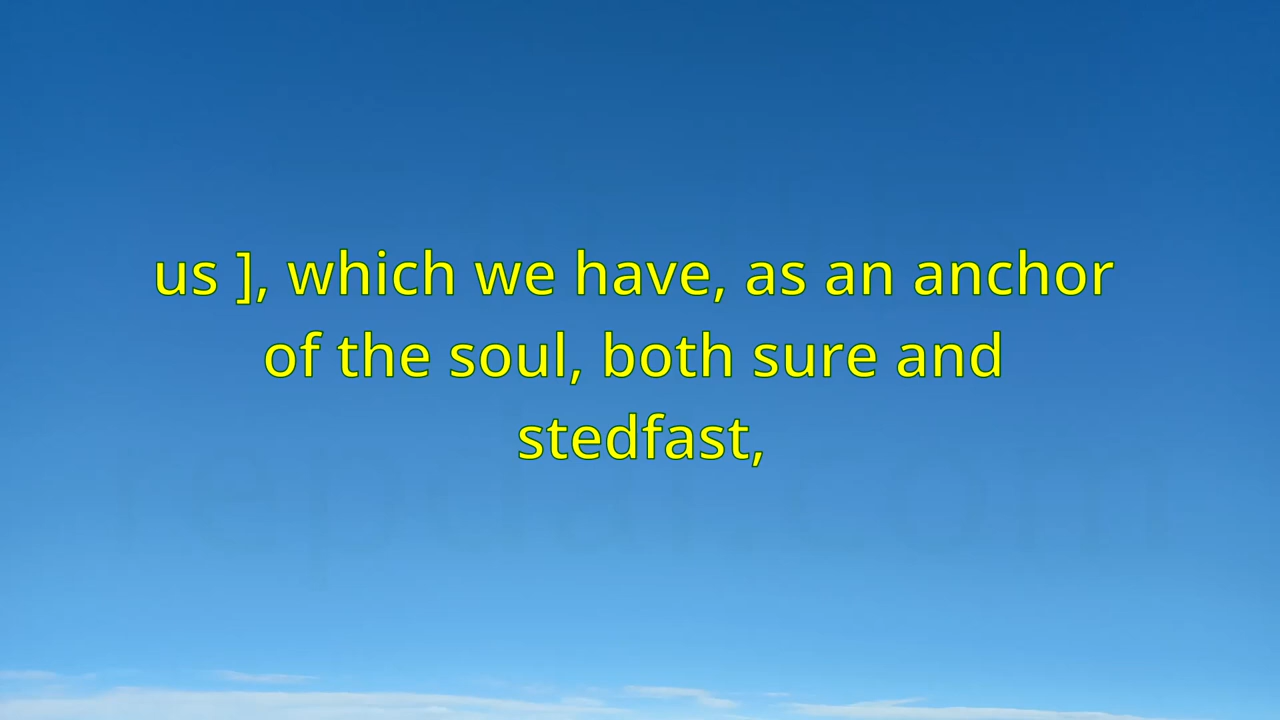 us ], which we have, as an anchor
of the soul, both sure and
stedfast,